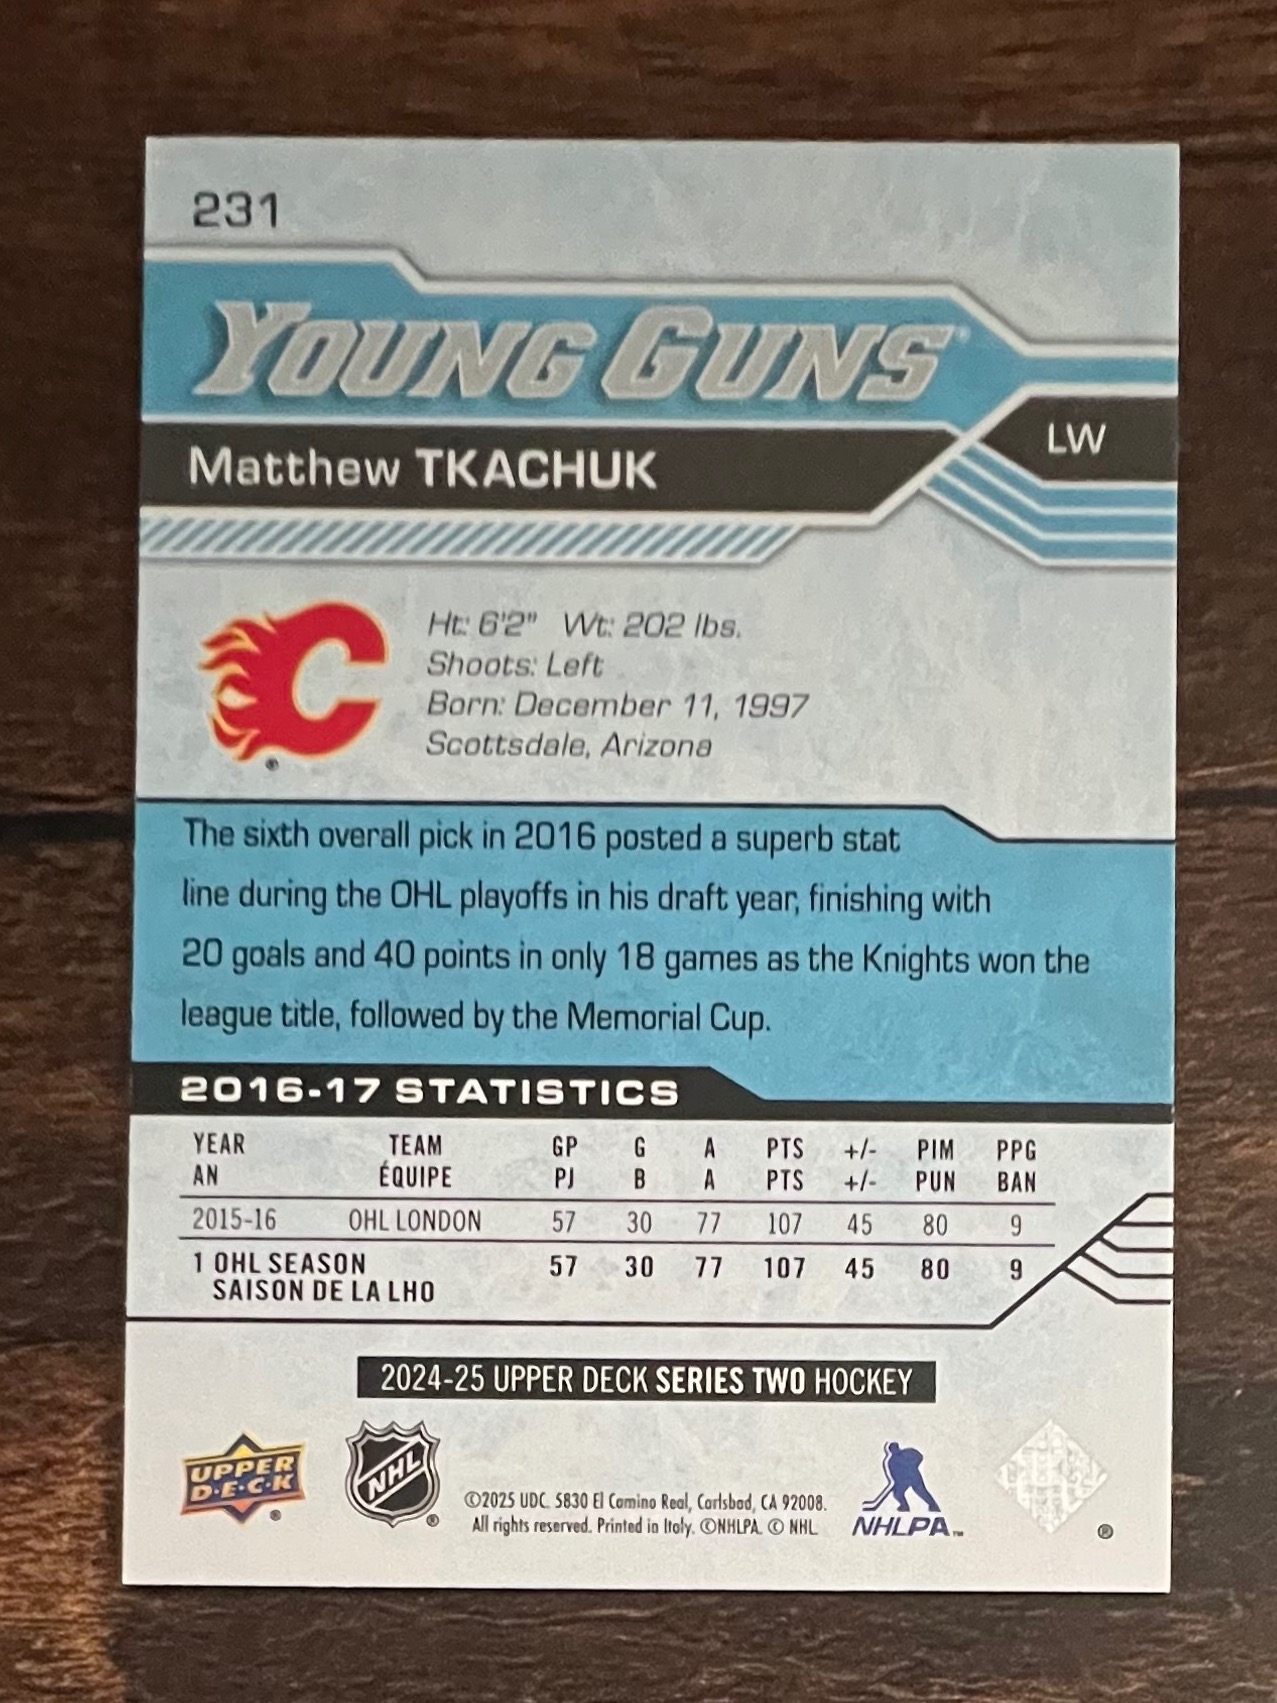 231
YOUNG GUNS®
Matthew TKACHUK
LW
Ht: 6'2" Wt: 202 lbs.
Shoots: Left
Born: December 11, 1997
Scottsdale, Arizona
®
The sixth overall pick in 2016 posted a superb stat
line during the OHL playoffs in his draft year, finishing with
20 goals and 40 points in only 18 games as the Knights won the
league title, followed by the Memorial Cup.
2016-17 STATISTICS
YEAR TEAM GP G A PTS +/- PIM PPG
AN ÉQUIPE PJ B A PTS +/- PUN BAN
2015-16 OHL LONDON 57 30 77 107 45 80 9
1 OHL SEASON 57 30 77 107 45 80 9
SAISON DE LA LHO
2024-25 UPPER DECK SERIES TWO HOCKEY
UPPER
D·E·C·K
®
NHL
®
©2025 UDC. 5830 El Camino Real, Carlsbad, CA 92008.
All rights reserved. Printed in Italy. ©NHLPA. © NHL.
NHLPA™
®